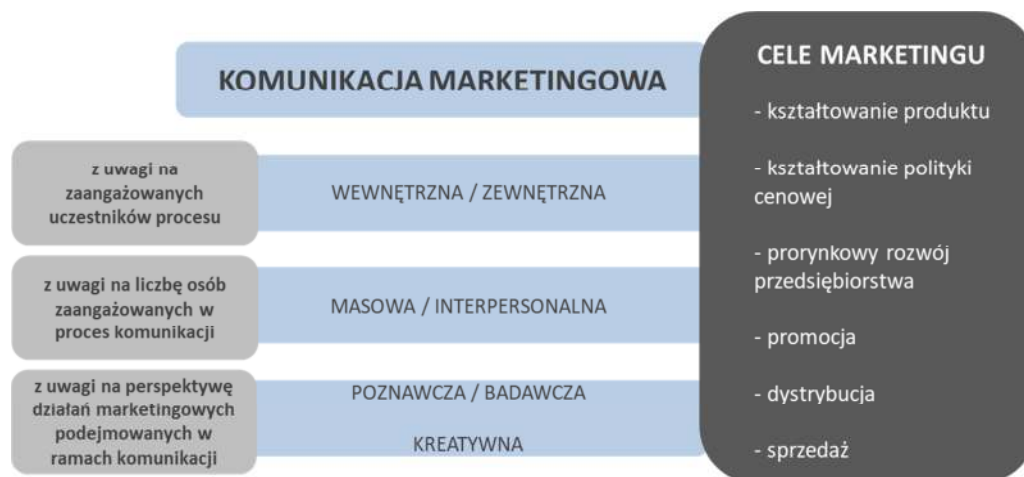 KOMUNIKACJA MARKETINGOWA
z uwagi na
zaangażowanych
uczestników procesu
WEWNĘTRZNA / ZEWNĘTRZNA
z uwagi na liczbę osób
zaangażowanych w
proces komunikacji
MASOWA / INTERPERSONALNA
z uwagi na perspektywę
działań marketingowych
podejmowanych w
ramach komunikacji
POZNAWCZA / BADAWCZA
KREATYWNA
CELE MARKETINGU
- kształtowanie produktu
- kształtowanie polityki
cenowej
- prorynkowy rozwój
przedsiębiorstwa
- promocja
- dystrybucja
- sprzedaż